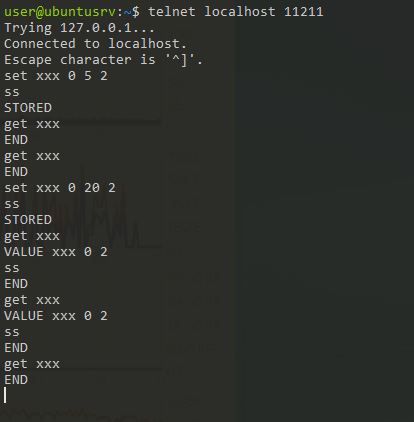 user@ubuntusrv:~$ telnet localhost 11211
Trying 127.0.0.1...
Connected to localhost.
Escape character is '^]'.
set xxx 0 5 2
ss
STORED
get xxx
END
get xxx
END
set xxx 0 20 2
ss
STORED
get xxx
VALUE xxx 0 2
ss
END
get xxx
VALUE xxx 0 2
ss
END
get xxx
END